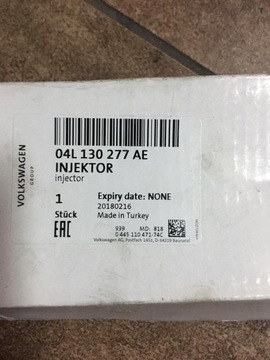 VOLKSWAGEN
GROUP
04L 130 277 AE
INJEKTOR
injector
1
Stück
Expiry date: NONE
20180216
Made in Turkey
EAC
939 MD. 818
0 445 110 471-74C
Volkswagen AG, Postfach 1431, D-34219 Baunatal